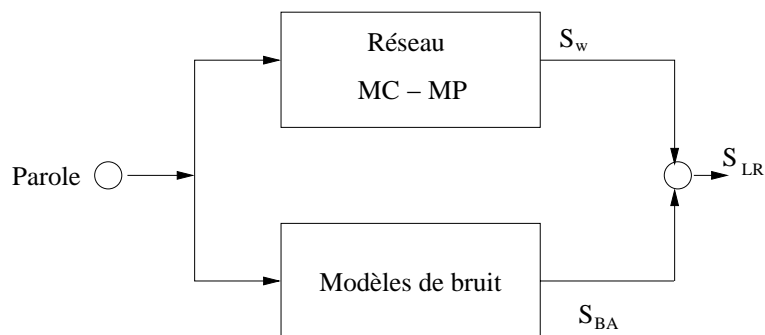 Réseau
MC – MP
S_w
Parole
S_LR
Modèles de bruit
S_BA